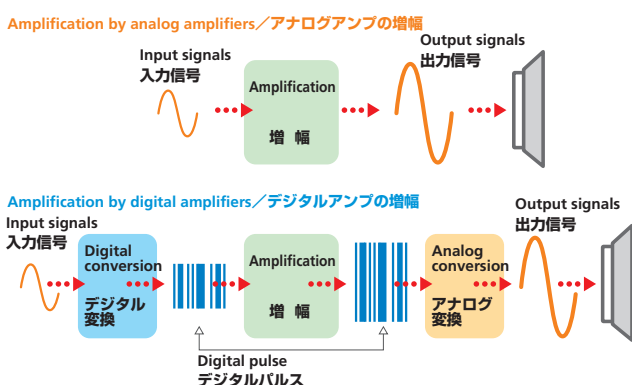 Amplification by analog amplifiers／アナログアンプの増幅
Input signals
入力信号
Amplification
増 幅
Output signals
出力信号
Amplification by digital amplifiers／デジタルアンプの増幅
Input signals
入力信号
Digital
conversion
デジタル
変換
Amplification
増 幅
Analog
conversion
アナログ
変換
Output signals
出力信号
Digital pulse
デジタルパルス